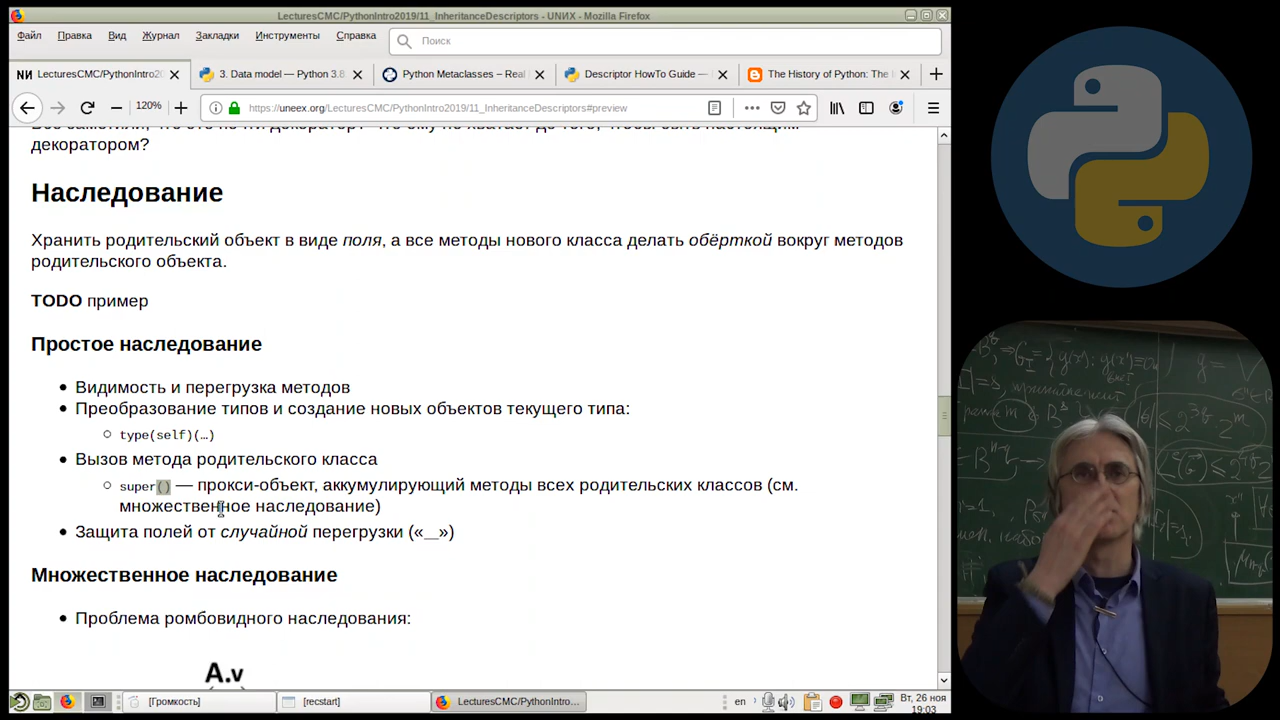 LecturesCMC/PythonIntro2019/11_InheritanceDescriptors - UNИX - Mozilla Firefox
Файл Правка Вид Журнал Закладки Инструменты Справка Поиск
NИ LecturesCMC/PythonIntro20 3. Data model — Python 3.8 Python Metaclasses – Real Descriptor HowTo Guide — The History of Python: The
120% https://uneex.org/LecturesCMC/PythonIntro2019/11_InheritanceDescriptors#preview
декоратором?
Наследование
Хранить родительский объект в виде поля, а все методы нового класса делать обёрткой вокруг методов
родительского объекта.
TODO пример
Простое наследование
Видимость и перегрузка методов
Преобразование типов и создание новых объектов текущего типа:
type(self)(…)
Вызов метода родительского класса
super() — прокси-объект, аккумулирующий методы всех родительских классов (см.
множественное наследование)
Защита полей от случайной перегрузки («__»)
Множественное наследование
Проблема ромбовидного наследования:
A.v
[Громкость] [recstart] LecturesCMC/PythonIntro... en Вт, 26 ноя
19:03